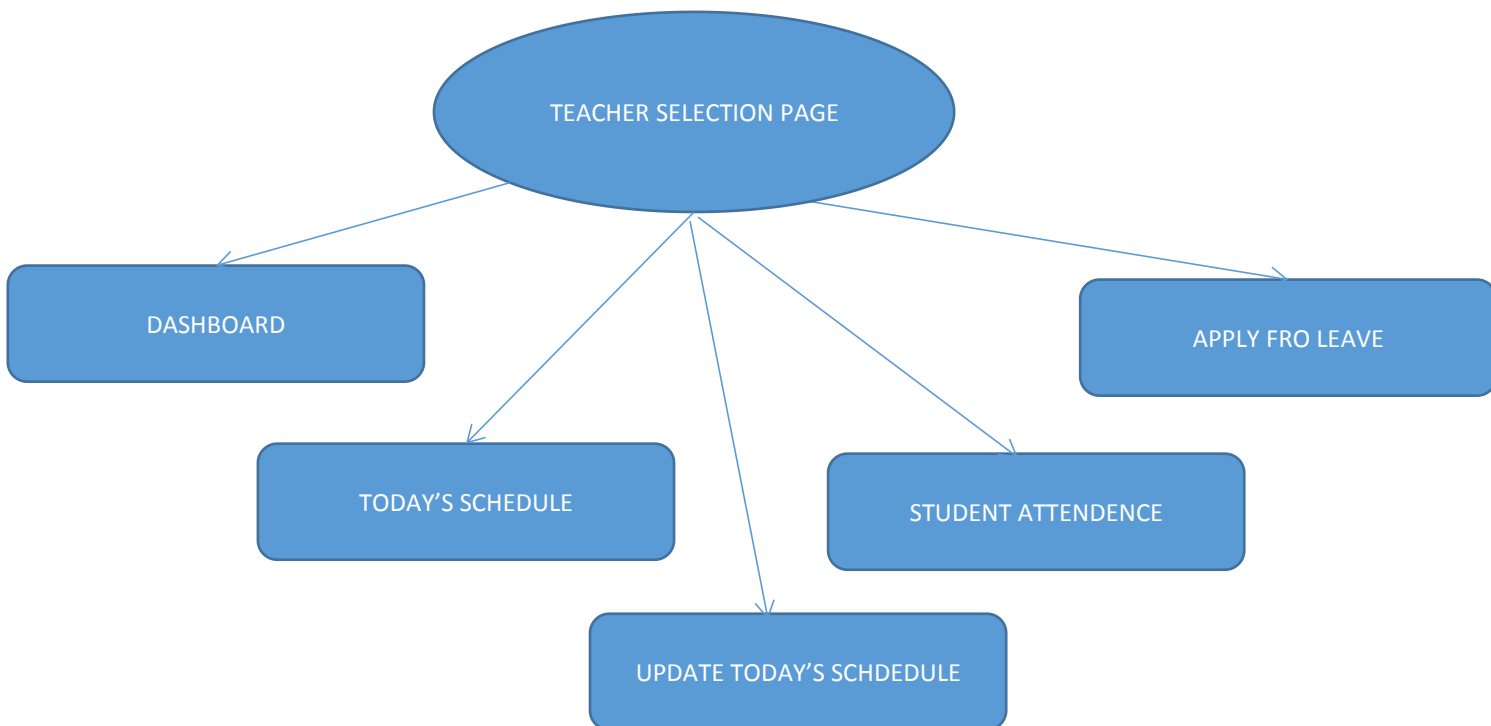 TEACHER SELECTION PAGE
DASHBOARD
APPLY FRO LEAVE
TODAY’S SCHEDULE
STUDENT ATTENDENCE
UPDATE TODAY’S SCHDEDULE